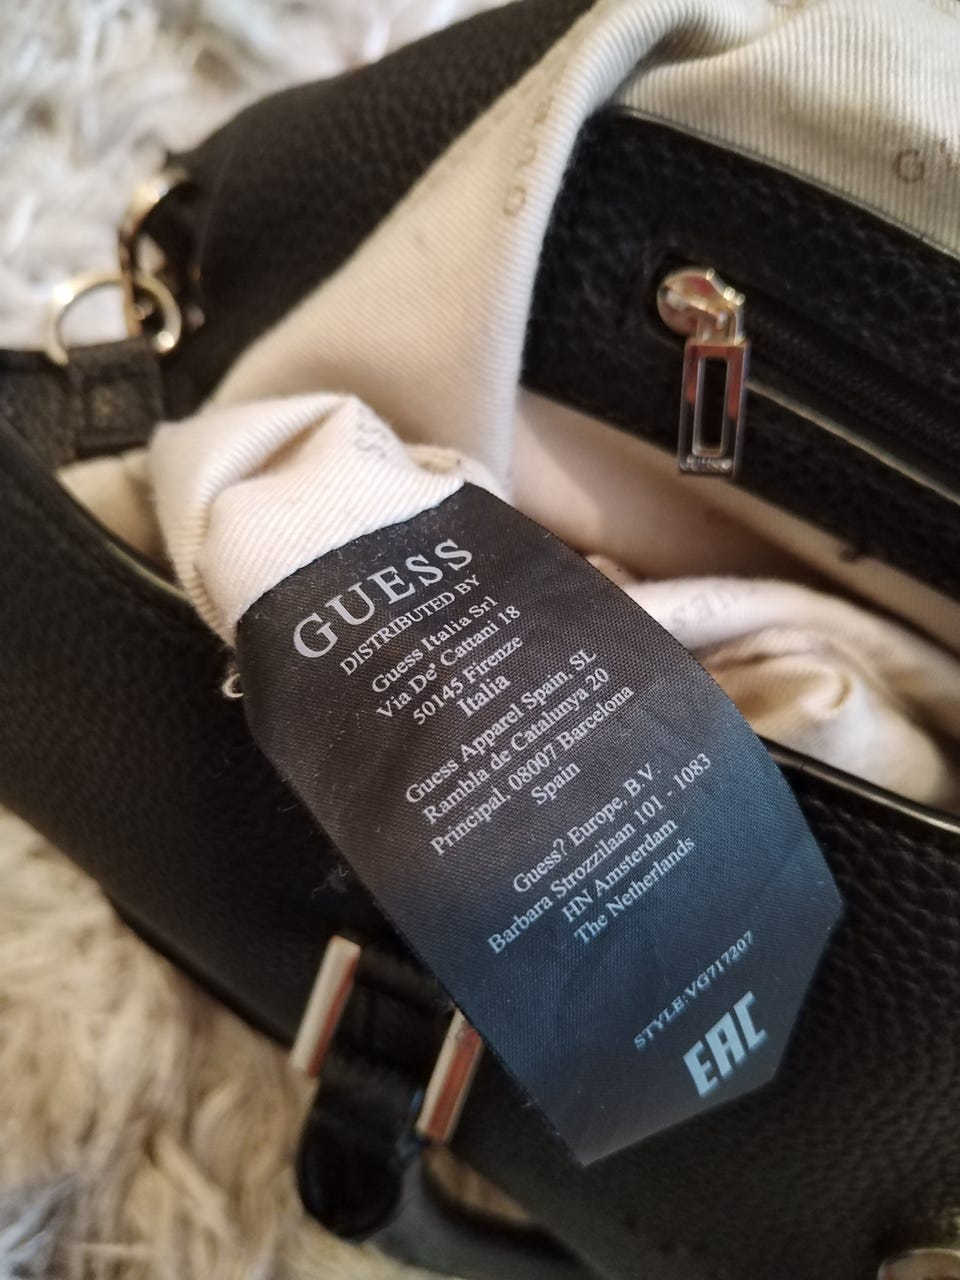 GUESS
DISTRIBUTED BY
Guess Italia Srl
Via De' Cattani 18
50145 Firenze
Italia
Guess Apparel Spain, SL
Rambla de Catalunya 20
Principal, 08007 Barcelona
Spain
Guess? Europe, B.V.
Barbara Strozzilaan 101 - 1083
HN Amsterdam
The Netherlands
STYLE:VG717207
EAC